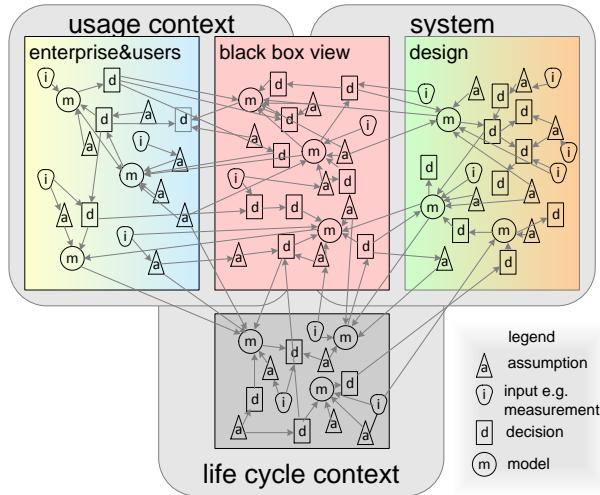 usage context
system
enterprise&users
black box view
design
life cycle context
legend
a assumption
i input e.g.
measurement
d decision
m model